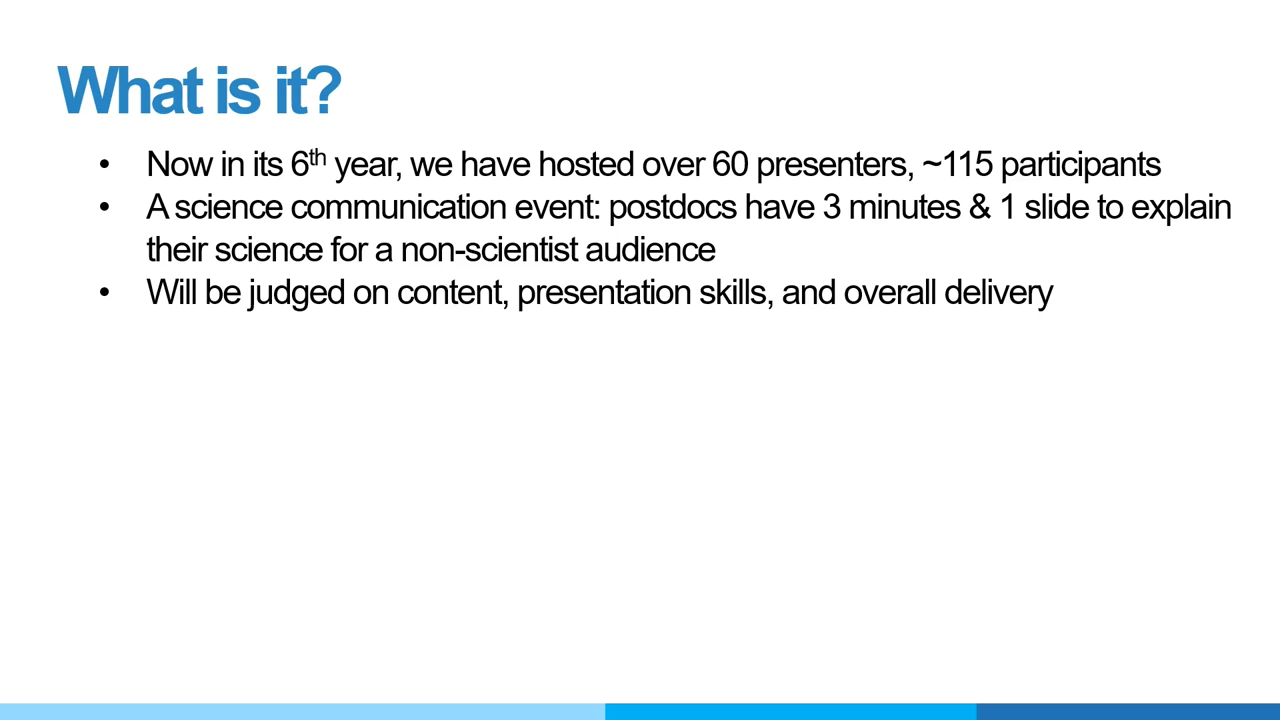 What is it?
• Now in its 6th year, we have hosted over 60 presenters, ~115 participants
• A science communication event: postdocs have 3 minutes & 1 slide to explain
their science for a non-scientist audience
• Will be judged on content, presentation skills, and overall delivery